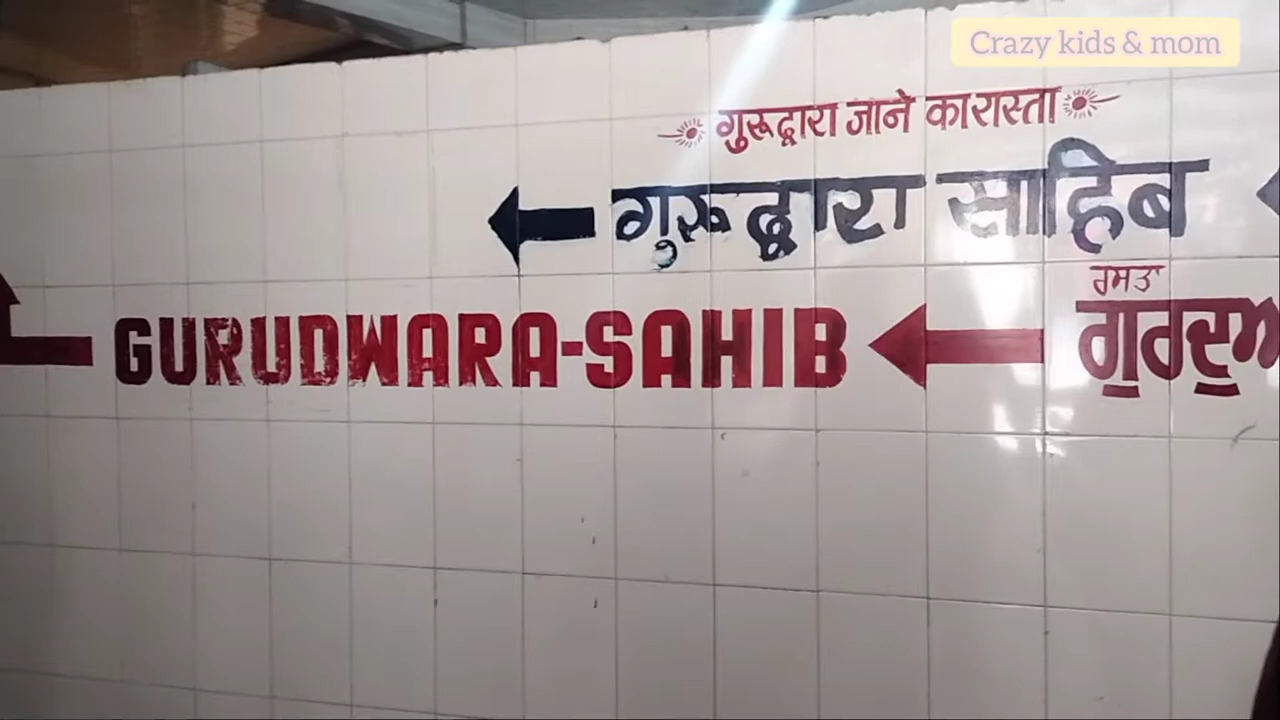 Crazy kids & mom
गुरूद्वारा जाने का रास्ता
गुरूद्वारा साहिब
ਰਸਤਾ
GURUDWARA-SAHIB